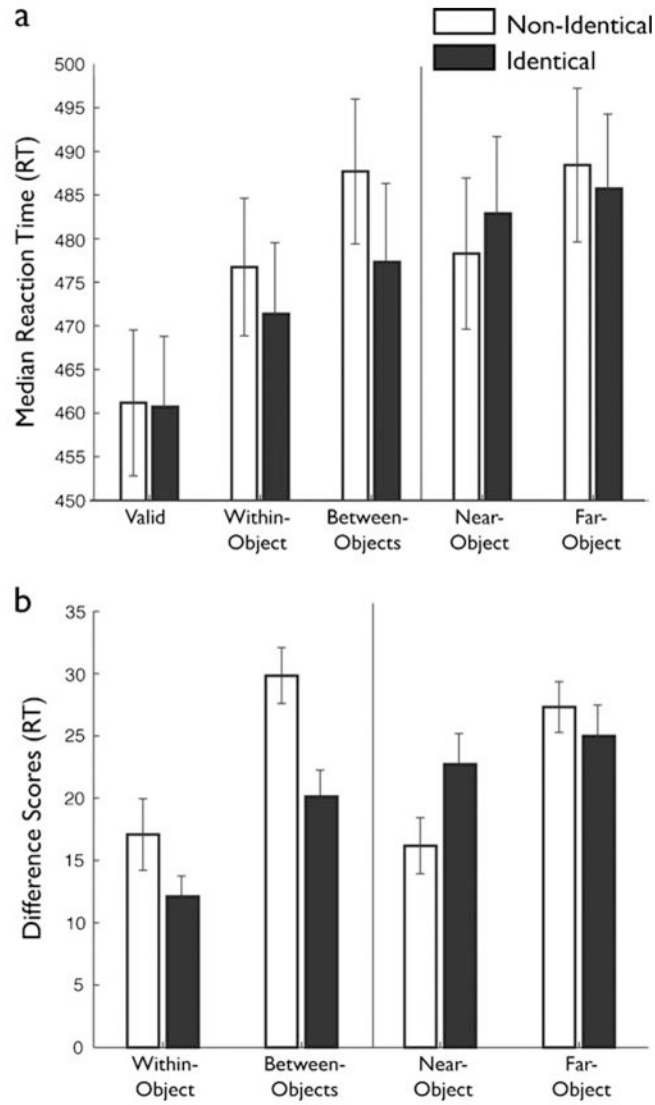 a
Non-Identical
Identical
Median Reaction Time (RT)
500
495
490
485
480
475
470
465
460
455
450
Valid
Within-
Object
Between-
Objects
Near-
Object
Far-
Object
b
Difference Scores (RT)
35
30
25
20
15
10
5
0
Within-
Object
Between-
Objects
Near-
Object
Far-
Object